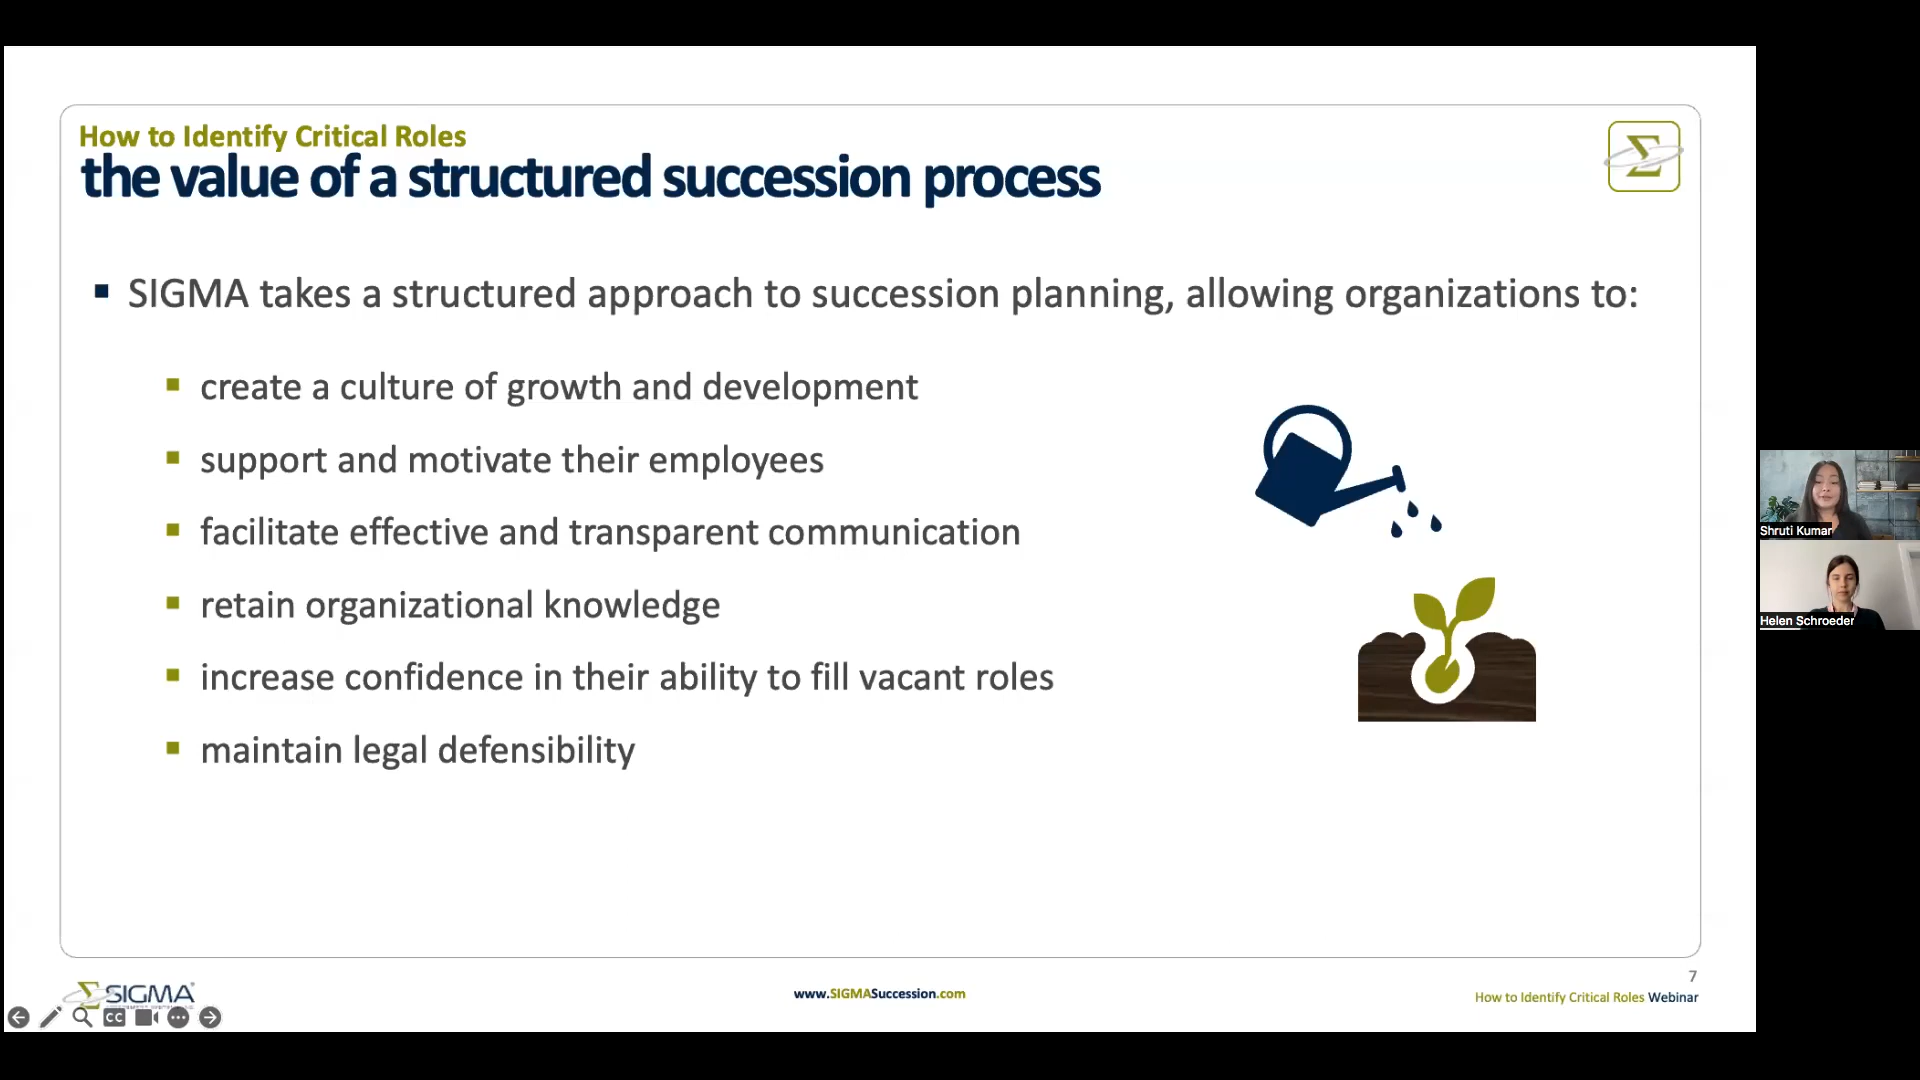 How to Identify Critical Roles
the value of a structured succession process
SIGMA takes a structured approach to succession planning, allowing organizations to:
create a culture of growth and development
support and motivate their employees
facilitate effective and transparent communication
retain organizational knowledge
increase confidence in their ability to fill vacant roles
maintain legal defensibility
Shruti Kumar
Helen Schroeder
ΣSIGMA
www.SIGMASuccession.com
7
How to Identify Critical Roles Webinar
CC